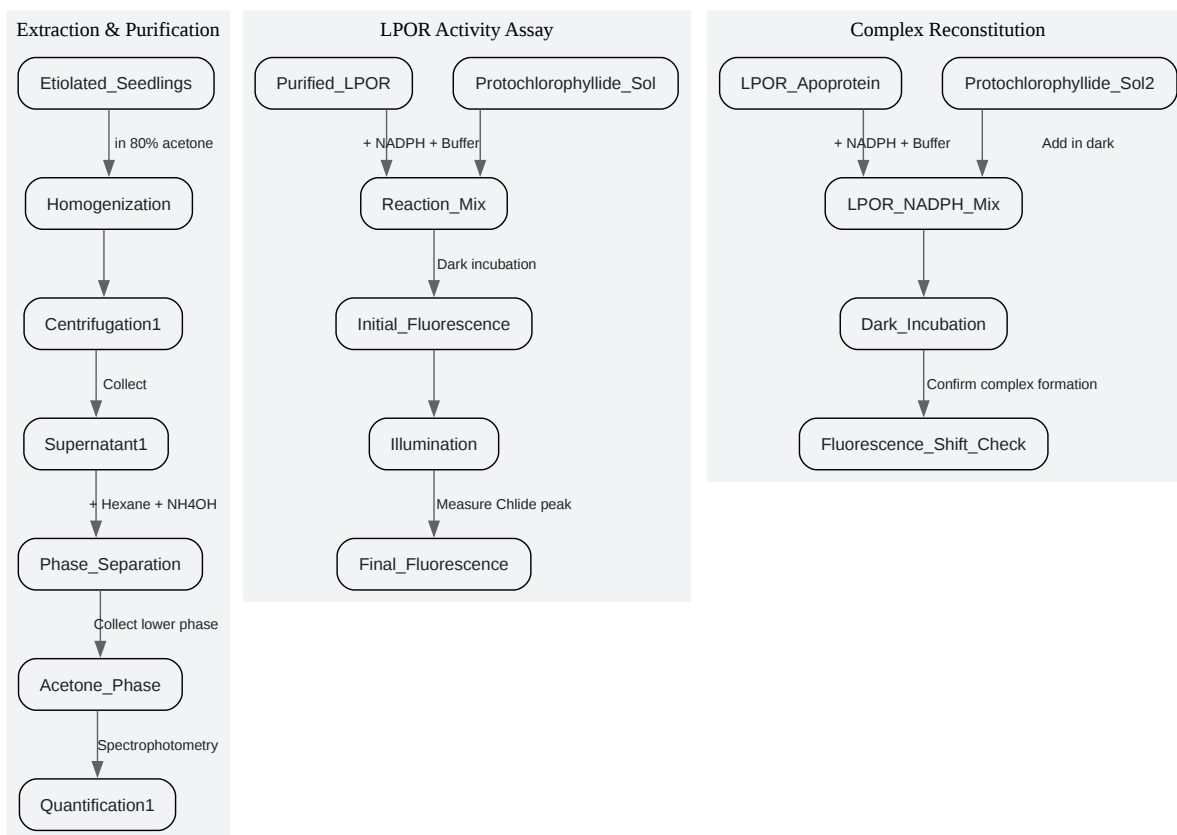 Extraction & Purification
Etiolated_Seedlings
in 80% acetone
Homogenization
Centrifugation1
Collect
Supernatant1
+ Hexane + NH4OH
Phase_Separation
Collect lower phase
Acetone_Phase
Spectrophotometry
Quantification1
LPOR Activity Assay
Purified_LPOR
Protochlorophyllide_Sol
+ NADPH + Buffer
Reaction_Mix
Dark incubation
Initial_Fluorescence
Illumination
Measure Chlide peak
Final_Fluorescence
Complex Reconstitution
LPOR_Apoprotein
Protochlorophyllide_Sol2
+ NADPH + Buffer
Add in dark
LPOR_NADPH_Mix
Dark_Incubation
Confirm complex formation
Fluorescence_Shift_Check